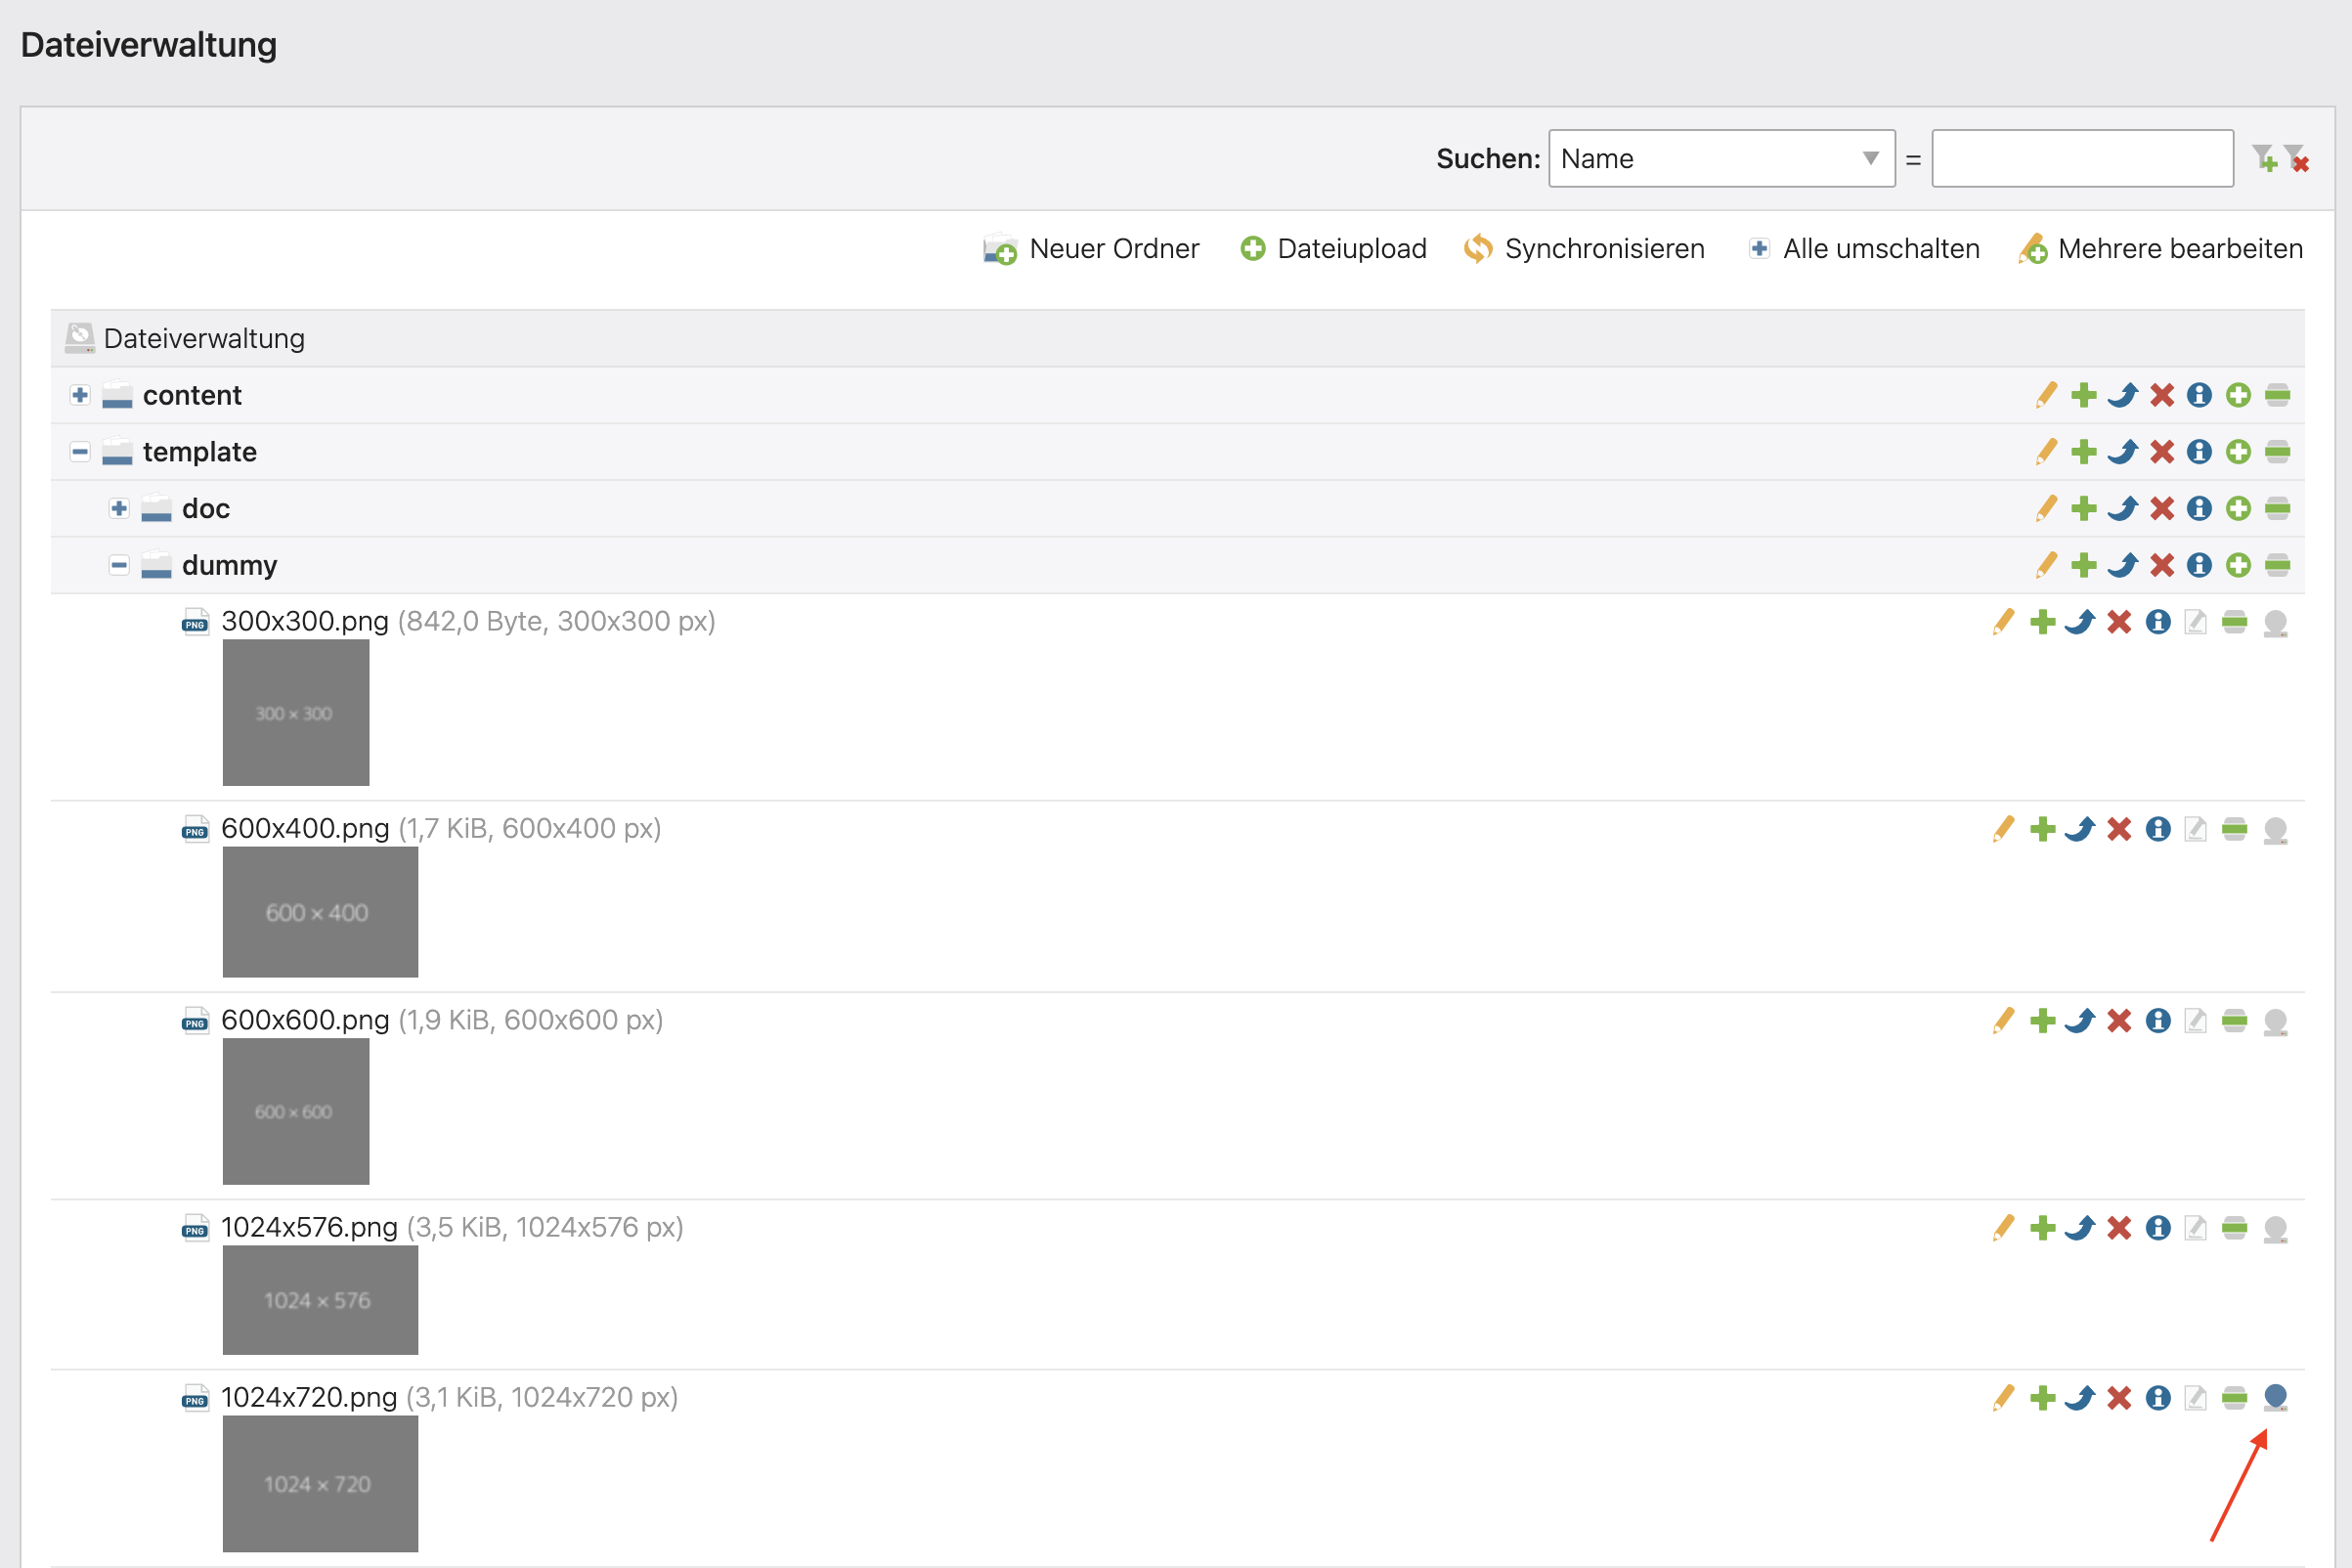 Dateiverwaltung
Suchen: Name =
Neuer Ordner Dateiupload Synchronisieren Alle umschalten Mehrere bearbeiten
Dateiverwaltung
content
template
doc
dummy
PNG 300x300.png (842,0 Byte, 300x300 px)
300 × 300
PNG 600x400.png (1,7 KiB, 600x400 px)
600 × 400
PNG 600x600.png (1,9 KiB, 600x600 px)
600 × 600
PNG 1024x576.png (3,5 KiB, 1024x576 px)
1024 × 576
PNG 1024x720.png (3,1 KiB, 1024x720 px)
1024 × 720